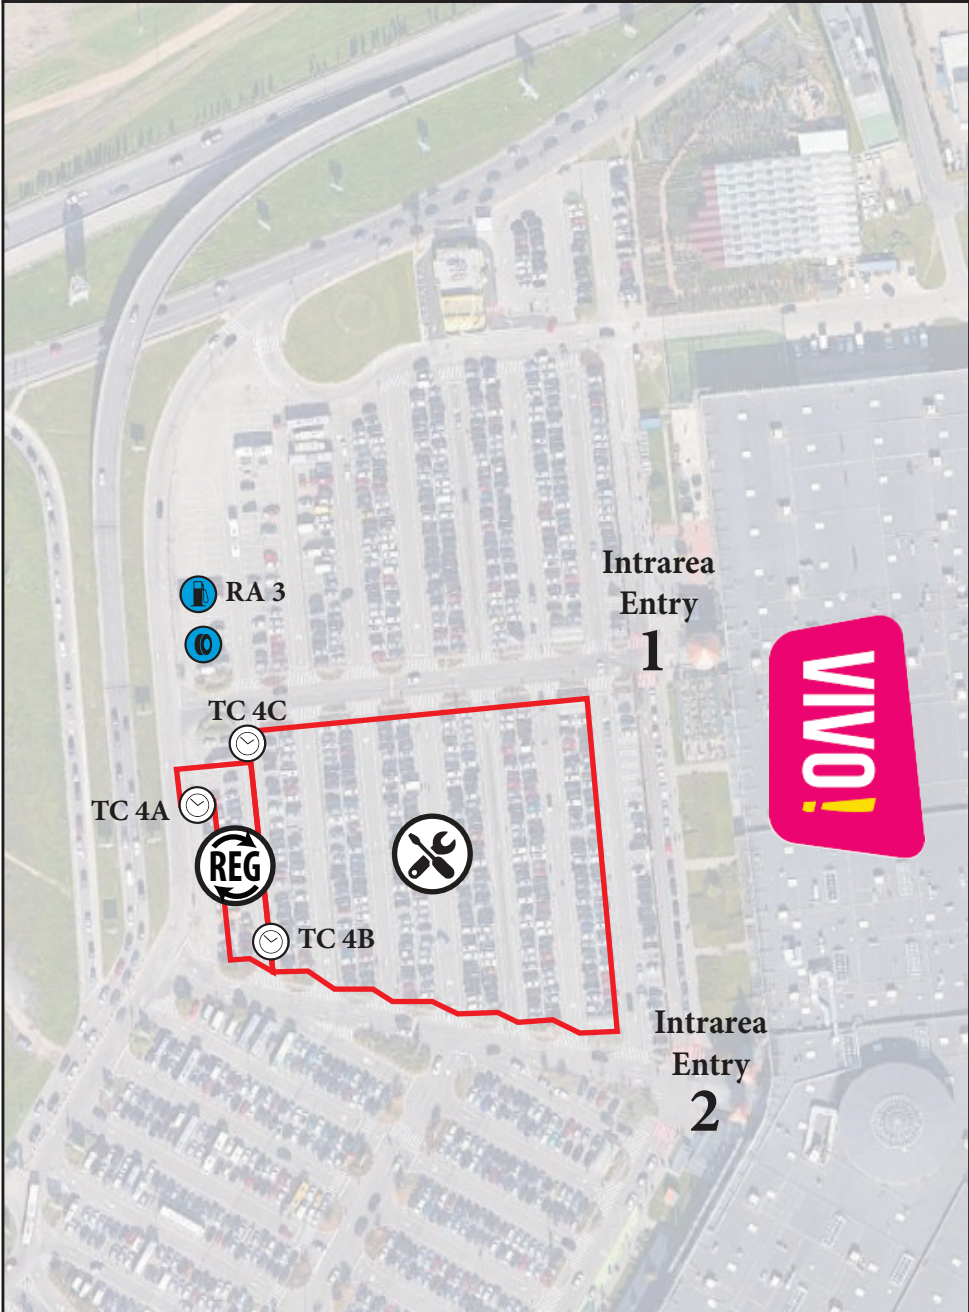 Intrarea
Entry
1
RA 3
VIVO!
TC 4C
TC 4A
REG
TC 4B
Intrarea
Entry
2